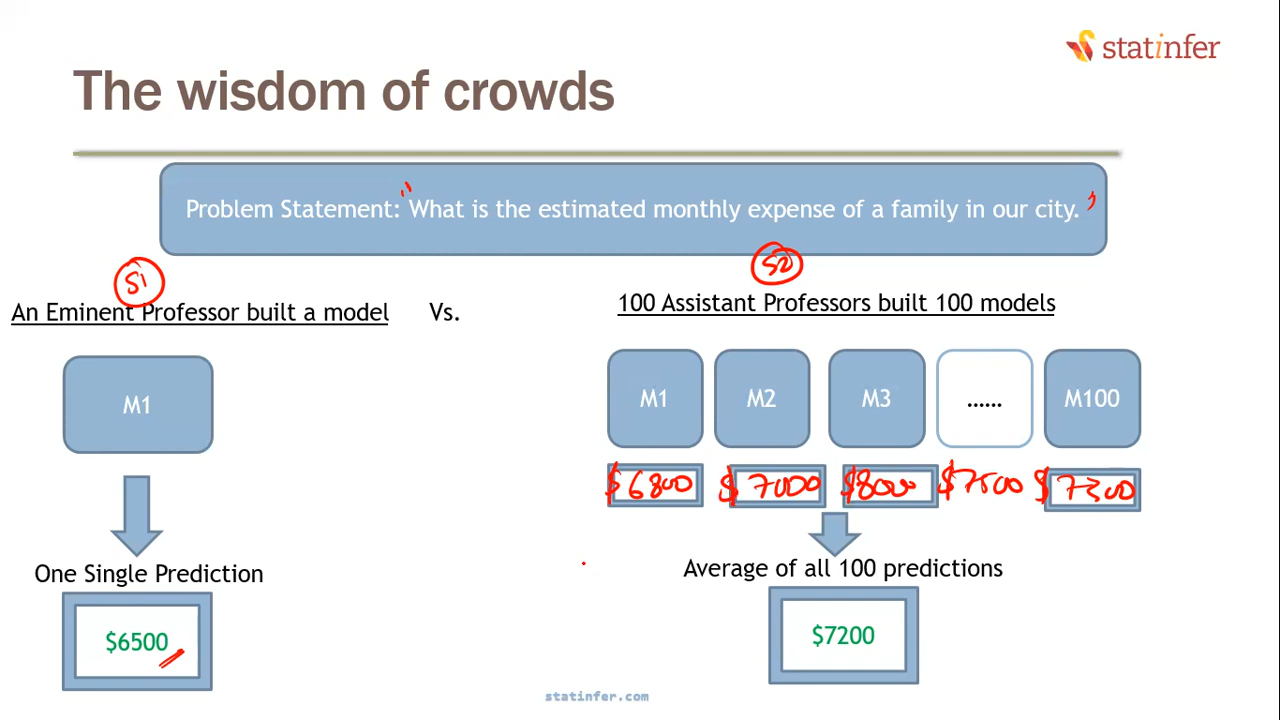 statinfer
The wisdom of crowds
Problem Statement: "What is the estimated monthly expense of a family in our city."
S1
S2
An Eminent Professor built a model Vs. 100 Assistant Professors built 100 models
M1
M1 M2 M3 ...... M100
$6800 $7000 $8000 $7500 $7300
One Single Prediction
Average of all 100 predictions
$6500
$7200
statinfer.com